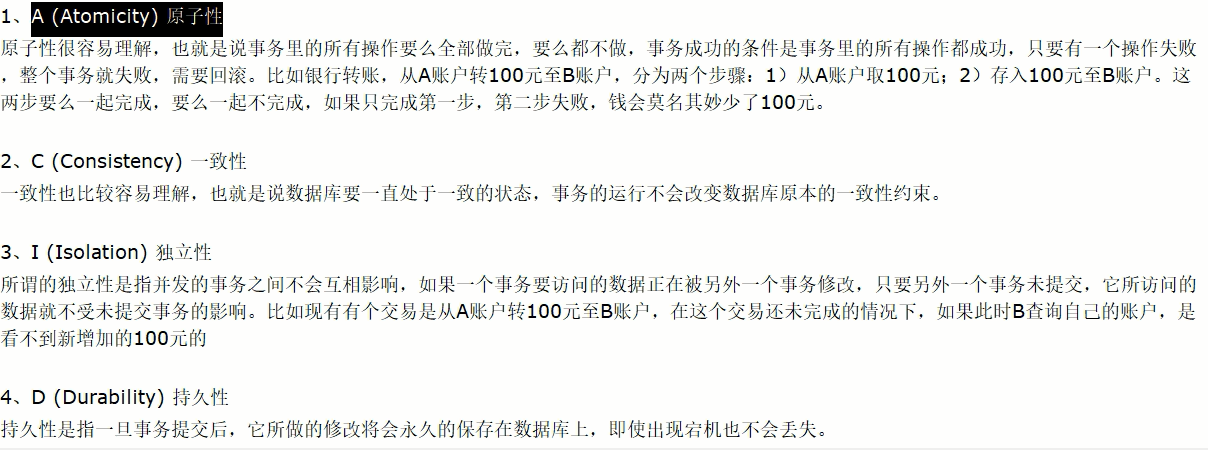 1、A (Atomicity) 原子性
原子性很容易理解，也就是说事务里的所有操作要么全部做完，要么都不做，事务成功的条件是事务里的所有操作都成功，只要有一个操作失败
，整个事务就失败，需要回滚。比如银行转账，从A账户转100元至B账户，分为两个步骤：1）从A账户取100元；2）存入100元至B账户。这
两步要么一起完成，要么一起不完成，如果只完成第一步，第二步失败，钱会莫名其妙少了100元。
2、C (Consistency) 一致性
一致性也比较容易理解，也就是说数据库要一直处于一致的状态，事务的运行不会改变数据库原本的一致性约束。
3、I (Isolation) 独立性
所谓的独立性是指并发的事务之间不会互相影响，如果一个事务要访问的数据正在被另外一个事务修改，只要另外一个事务未提交，它所访问的
数据就不受未提交事务的影响。比如现有有个交易是从A账户转100元至B账户，在这个交易还未完成的情况下，如果此时B查询自己的账户，是
看不到新增加的100元的
4、D (Durability) 持久性
持久性是指一旦事务提交后，它所做的修改将会永久的保存在数据库上，即使出现宕机也不会丢失。